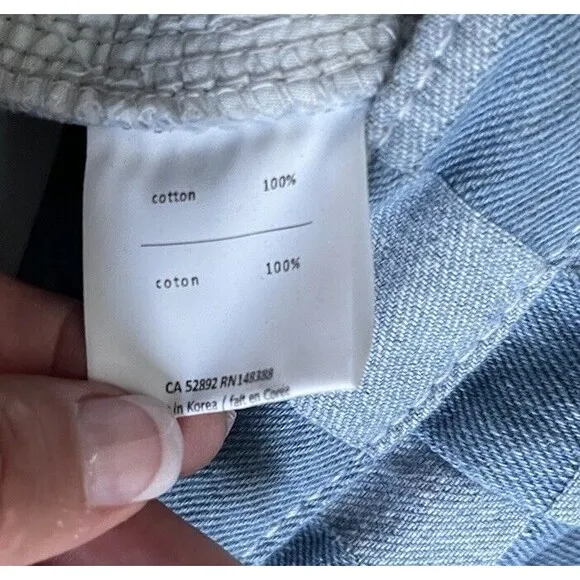 cotton 100%
coton 100%
CA 52892 RN148388
in Korea ( fait en Corée